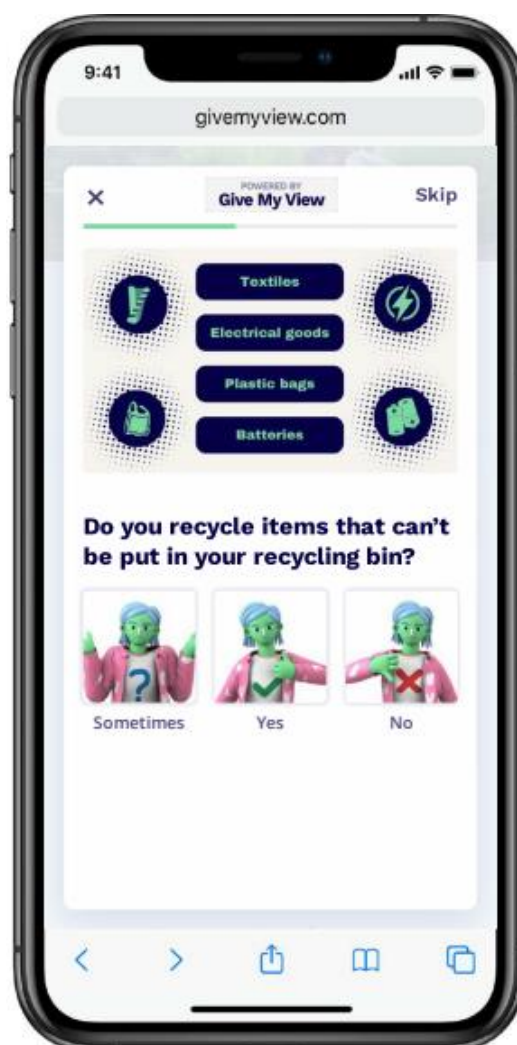 9:41
givemyview.com
POWERED BY
Give My View
Skip
Textiles
Electrical goods
Plastic bags
Batteries
Do you recycle items that can't
be put in your recycling bin?
?
Sometimes
Yes
No